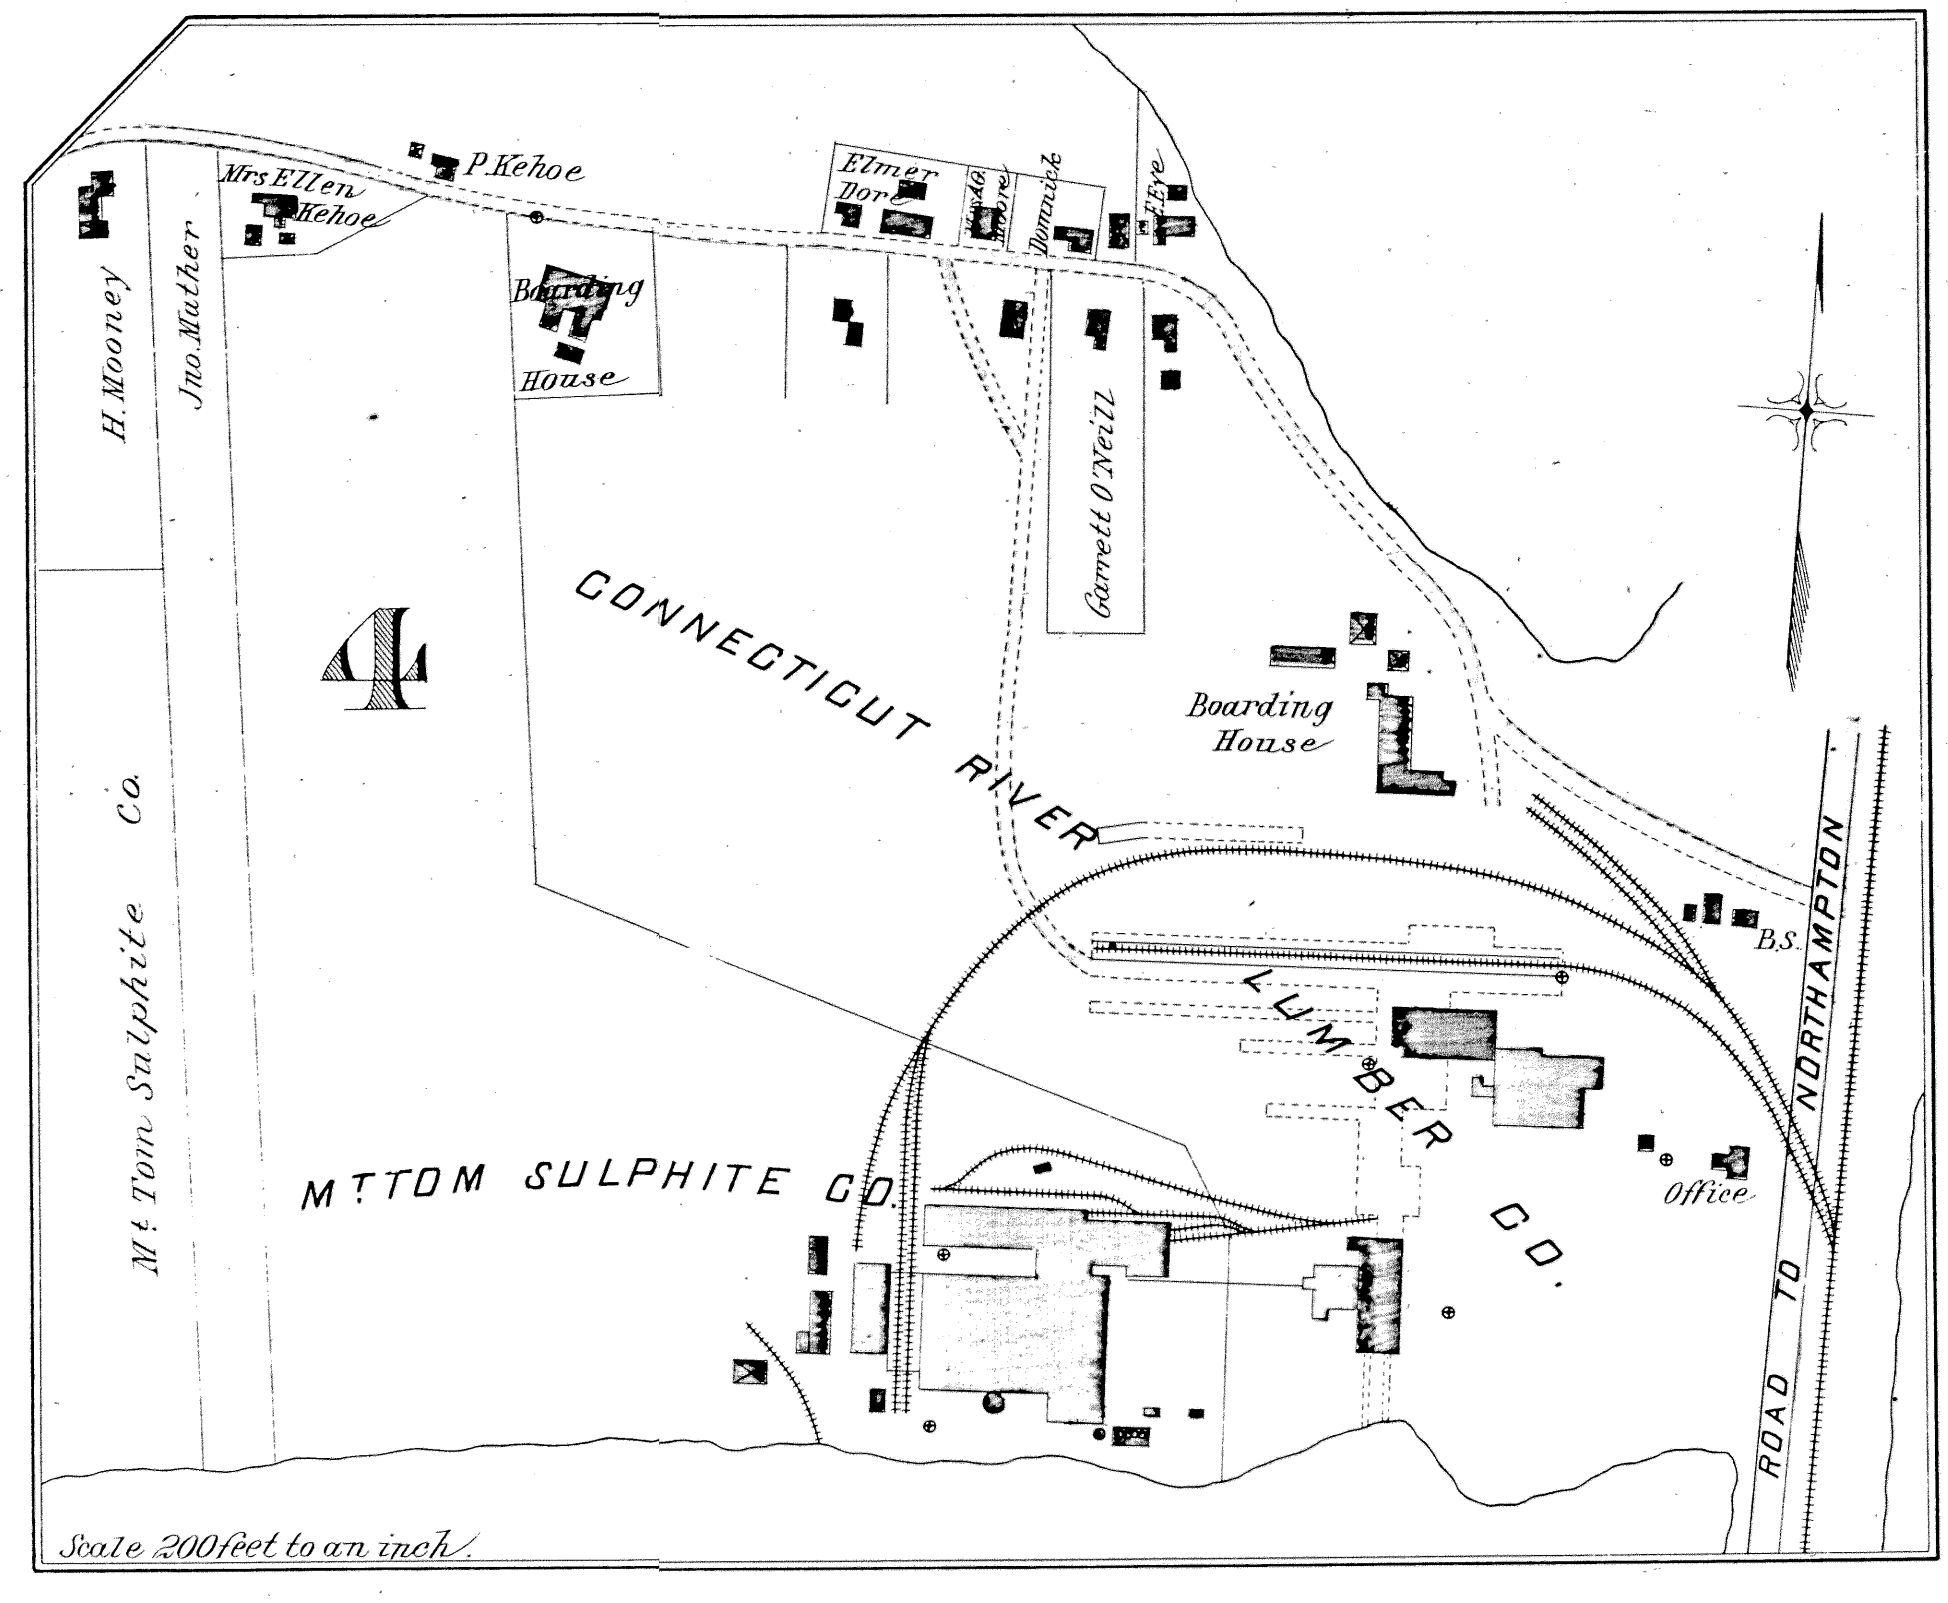 P. Kehoe
Mrs Ellen
Kehoe
Elmer
Dore
Moore
Domnick
H. Mooney
Jno. Mather
Boarding
House
Garrett O'Neill
4
CONNECTICUT RIVER
LUMBER CO.
Boarding
House
B.S.
Mt. Tom Sulphite Co.
MT. TOM SULPHITE CO.
Office
ROAD TO NORTHAMPTON
Scale 200 feet to an inch.